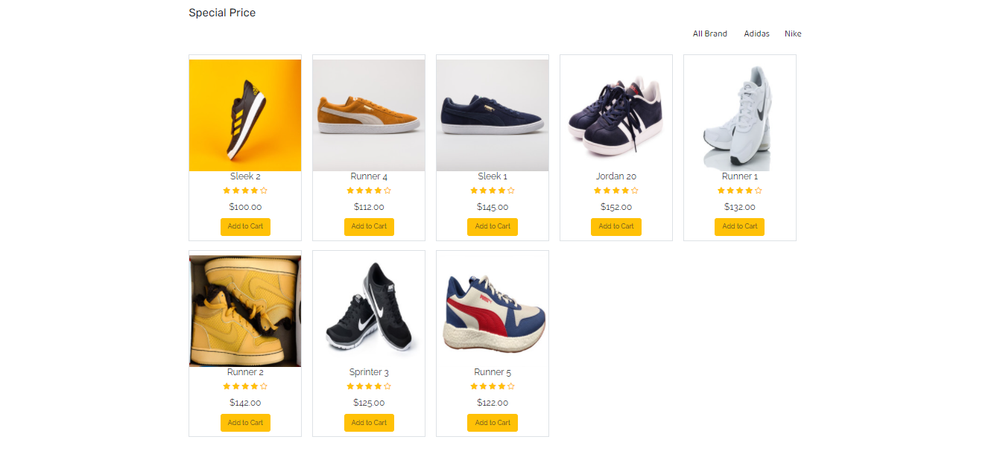 Special Price
All Brand Adidas Nike
Sleek 2
$100.00
Add to Cart
Runner 4
$112.00
Add to Cart
Sleek 1
$145.00
Add to Cart
Jordan 20
$152.00
Add to Cart
Runner 1
$132.00
Add to Cart
Runner 2
$142.00
Add to Cart
Sprinter 3
$125.00
Add to Cart
Runner 5
$122.00
Add to Cart